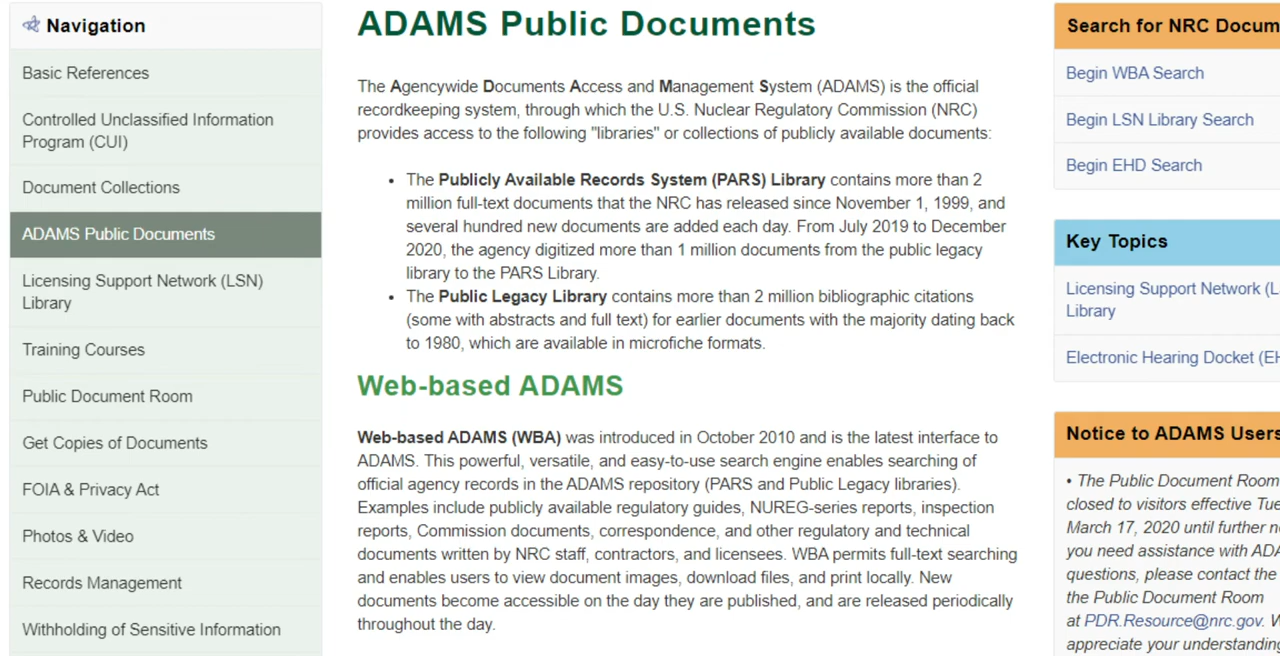 Navigation
Basic References
Controlled Unclassified Information
Program (CUI)
Document Collections
ADAMS Public Documents
Licensing Support Network (LSN)
Library
Training Courses
Public Document Room
Get Copies of Documents
FOIA & Privacy Act
Photos & Video
Records Management
Withholding of Sensitive Information
ADAMS Public Documents
The Agencywide Documents Access and Management System (ADAMS) is the official
recordkeeping system, through which the U.S. Nuclear Regulatory Commission (NRC)
provides access to the following "libraries" or collections of publicly available documents:
• The Publicly Available Records System (PARS) Library contains more than 2
million full-text documents that the NRC has released since November 1, 1999, and
several hundred new documents are added each day. From July 2019 to December
2020, the agency digitized more than 1 million documents from the public legacy
library to the PARS Library.
• The Public Legacy Library contains more than 2 million bibliographic citations
(some with abstracts and full text) for earlier documents with the majority dating back
to 1980, which are available in microfiche formats.
Web-based ADAMS
Web-based ADAMS (WBA) was introduced in October 2010 and is the latest interface to
ADAMS. This powerful, versatile, and easy-to-use search engine enables searching of
official agency records in the ADAMS repository (PARS and Public Legacy libraries).
Examples include publicly available regulatory guides, NUREG-series reports, inspection
reports, Commission documents, correspondence, and other regulatory and technical
documents written by NRC staff, contractors, and licensees. WBA permits full-text searching
and enables users to view document images, download files, and print locally. New
documents become accessible on the day they are published, and are released periodically
throughout the day.
Search for NRC Docum
Begin WBA Search
Begin LSN Library Search
Begin EHD Search
Key Topics
Licensing Support Network (L
Library
Electronic Hearing Docket (EH
Notice to ADAMS Users
• The Public Document Room
closed to visitors effective Tue
March 17, 2020 until further n
you need assistance with ADA
questions, please contact the
the Public Document Room
at PDR.Resource@nrc.gov. W
appreciate your understanding